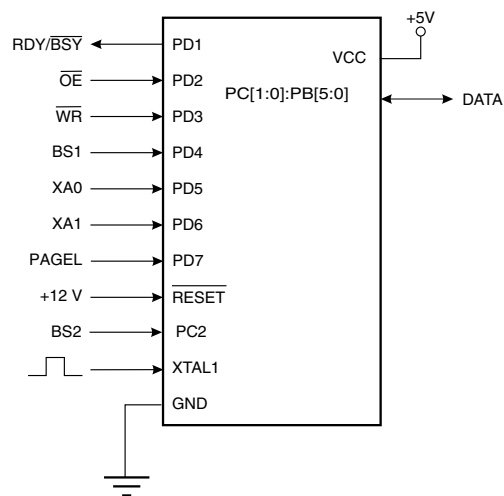 +5V
RDY/BSY PD1
VCC
OE PD2
PC[1:0]:PB[5:0]
DATA
WR PD3
BS1 PD4
XA0 PD5
XA1 PD6
PAGEL PD7
+12 V RESET
BS2 PC2
XTAL1
GND